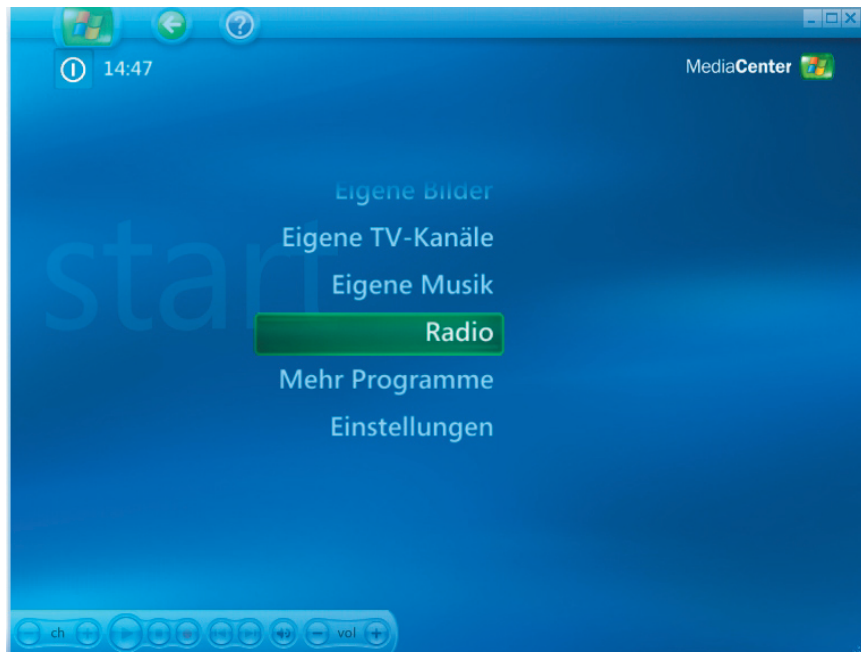 14:47
MediaCenter
start
Eigene Bilder
Eigene TV-Kanäle
Eigene Musik
Radio
Mehr Programme
Einstellungen
ch vol